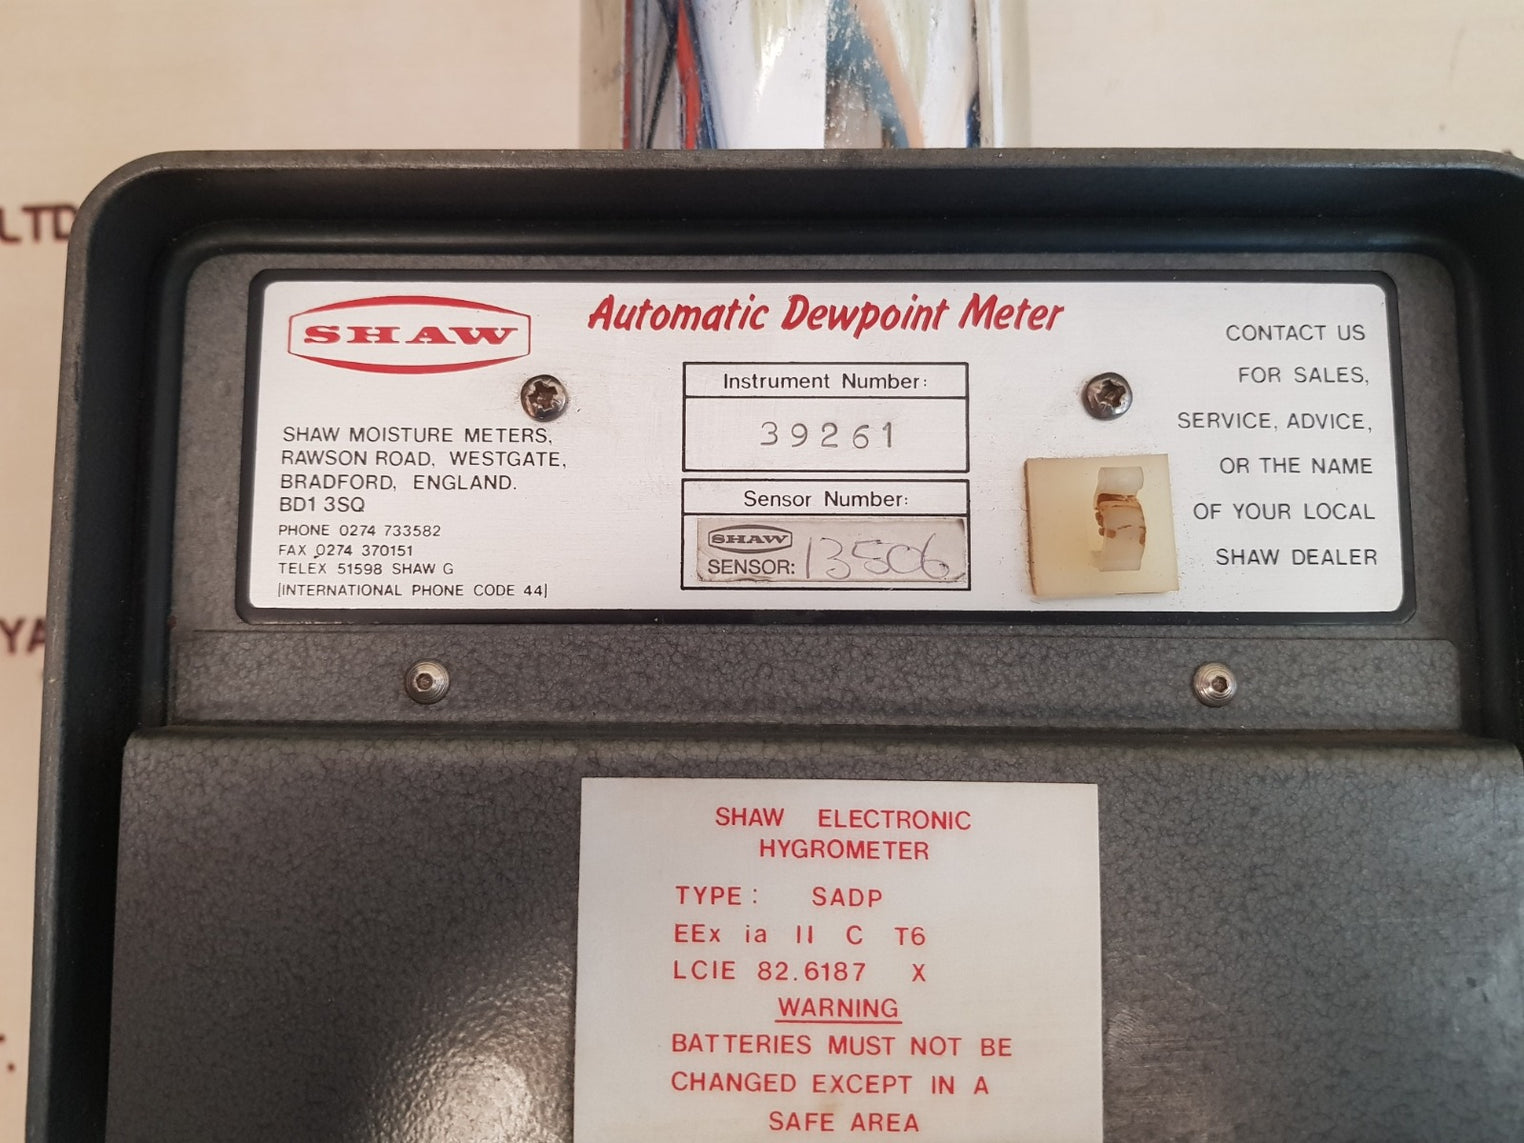 LTD
YA
SHAW
Automatic Dewpoint Meter
SHAW MOISTURE METERS,
RAWSON ROAD, WESTGATE,
BRADFORD, ENGLAND.
BD1 3SQ
PHONE 0274 733582
FAX 0274 370151
TELEX 51598 SHAW G
(INTERNATIONAL PHONE CODE 44)
Instrument Number:
39261
Sensor Number:
SHAW
SENSOR: 13506
CONTACT US
FOR SALES,
SERVICE, ADVICE,
OR THE NAME
OF YOUR LOCAL
SHAW DEALER
SHAW ELECTRONIC
HYGROMETER
TYPE: SADP
EEx ia II C T6
LCIE 82.6187 X
WARNING
BATTERIES MUST NOT BE
CHANGED EXCEPT IN A
SAFE AREA